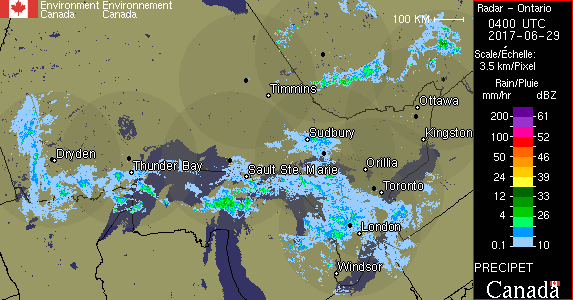 Environment Environnement
Canada Canada
100 KM
Timmins
Ottawa
Sudbury
Kingston
Dryden
Thunder Bay
Sault Ste. Marie
Orillia
Toronto
London
Windsor
Radar - Ontario
0400 UTC
2017-06-29
Scale/Échelle:
3.5 km/Pixel
Rain/Pluie
mm/hr dBZ
200 61
100 52
50 46
24 39
12 33
4 26
0.1 10
PRECIPET
Canada